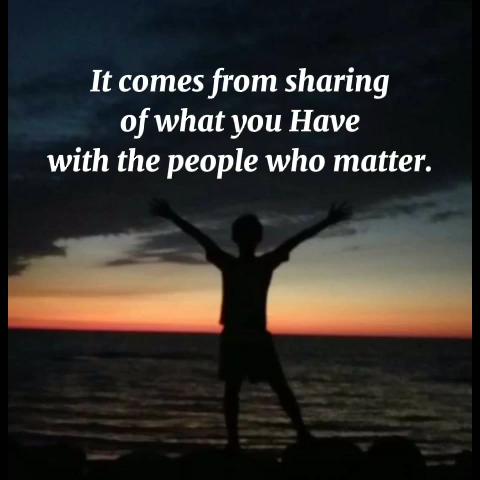 It comes from sharing
of what you Have
with the people who matter.